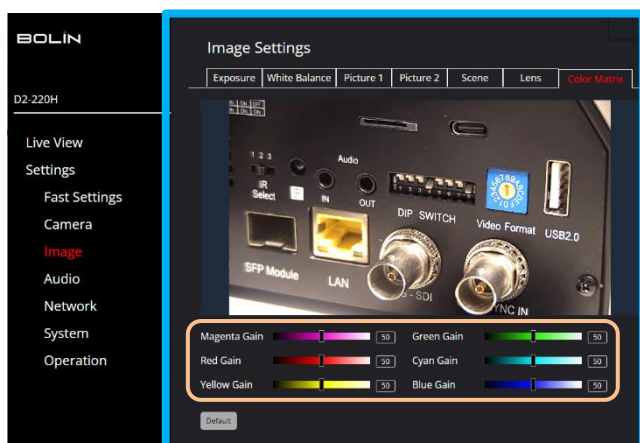 BOLIN
D2-220H
Live View
Settings
Fast Settings
Camera
Image
Audio
Network
System
Operation
Image Settings
Exposure White Balance Picture 1 Picture 2 Scene Lens Color Matrix
1 2 3
Audio
IR
Select
IN OUT
DIP SWITCH
Video Format
USB2.0
SFP Module
LAN
- SDI
YNC IN
Magenta Gain 50 Green Gain 50
Red Gain 50 Cyan Gain 50
Yellow Gain 50 Blue Gain 50
Default